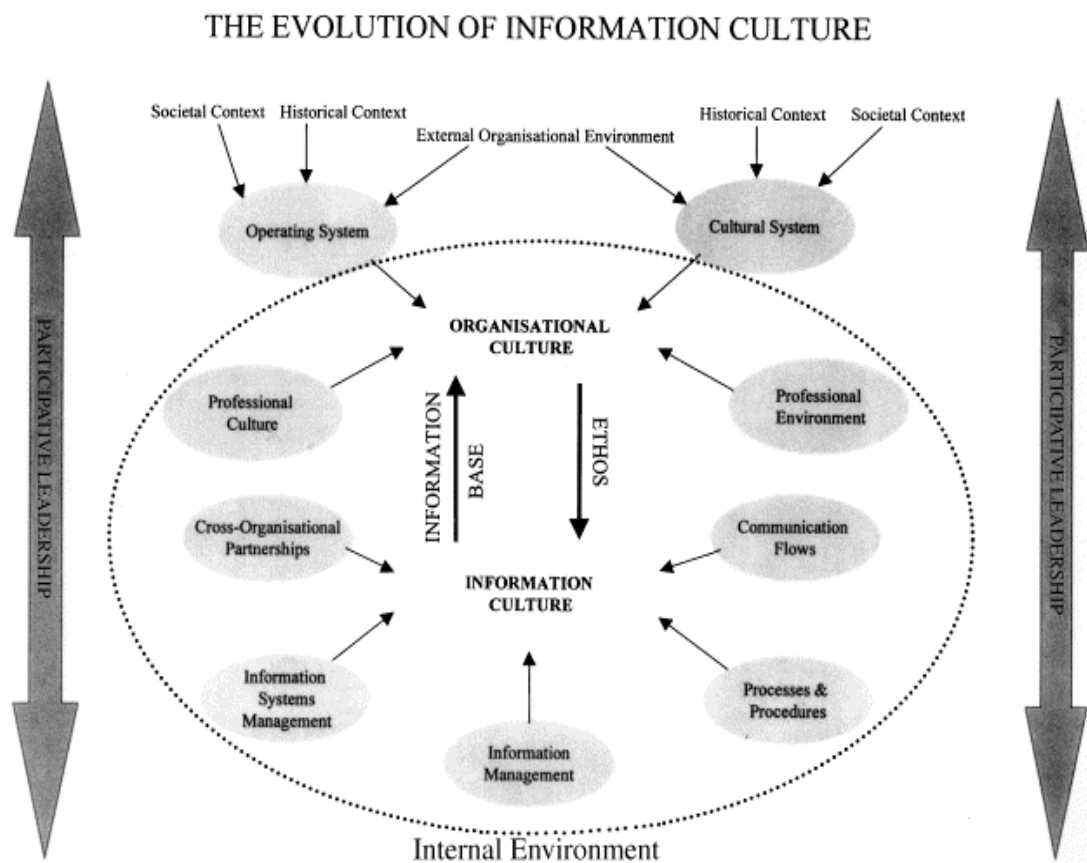 THE EVOLUTION OF INFORMATION CULTURE
Societal Context
Historical Context
External Organisational Environment
Historical Context
Societal Context
Operating System
Cultural System
ORGANISATIONAL
CULTURE
Professional
Culture
Professional
Environment
INFORMATION
BASE
ETHOS
PARTICIPATIVE LEADERSHIP
PARTICIPATIVE LEADERSHIP
Cross-Organisational
Partnerships
Communication
Flows
INFORMATION
CULTURE
Information
Systems
Management
Processes &
Procedures
Information
Management
Internal Environment